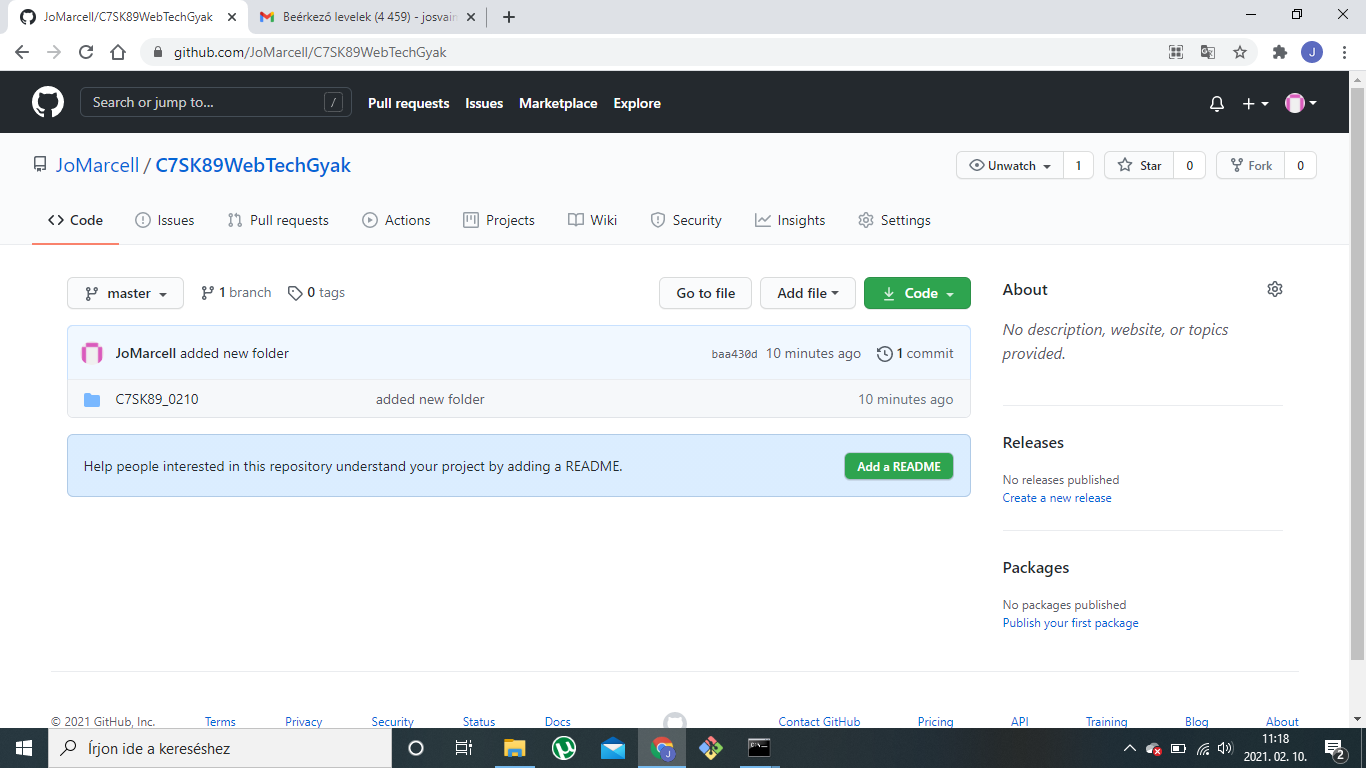 JoMarcell/C7SK89WebTechGyak
Beérkező levelek (4 459) - josvain
github.com/JoMarcell/C7SK89WebTechGyak
J
Search or jump to...
/
Pull requests Issues Marketplace Explore
JoMarcell / C7SK89WebTechGyak
Unwatch 1 Star 0 Fork 0
Code Issues Pull requests Actions Projects Wiki Security Insights Settings
master 1 branch 0 tags Go to file Add file Code
JoMarcell added new folder baa430d 10 minutes ago 1 commit
C7SK89_0210 added new folder 10 minutes ago
Help people interested in this repository understand your project by adding a README. Add a README
About
No description, website, or topics
provided.
Releases
No releases published
Create a new release
Packages
No packages published
Publish your first package
© 2021 GitHub, Inc. Terms Privacy Security Status Docs Contact GitHub Pricing API Training Blog About
Írjon ide a kereséshez
J
C:\_
11:18
2021. 02. 10.
2